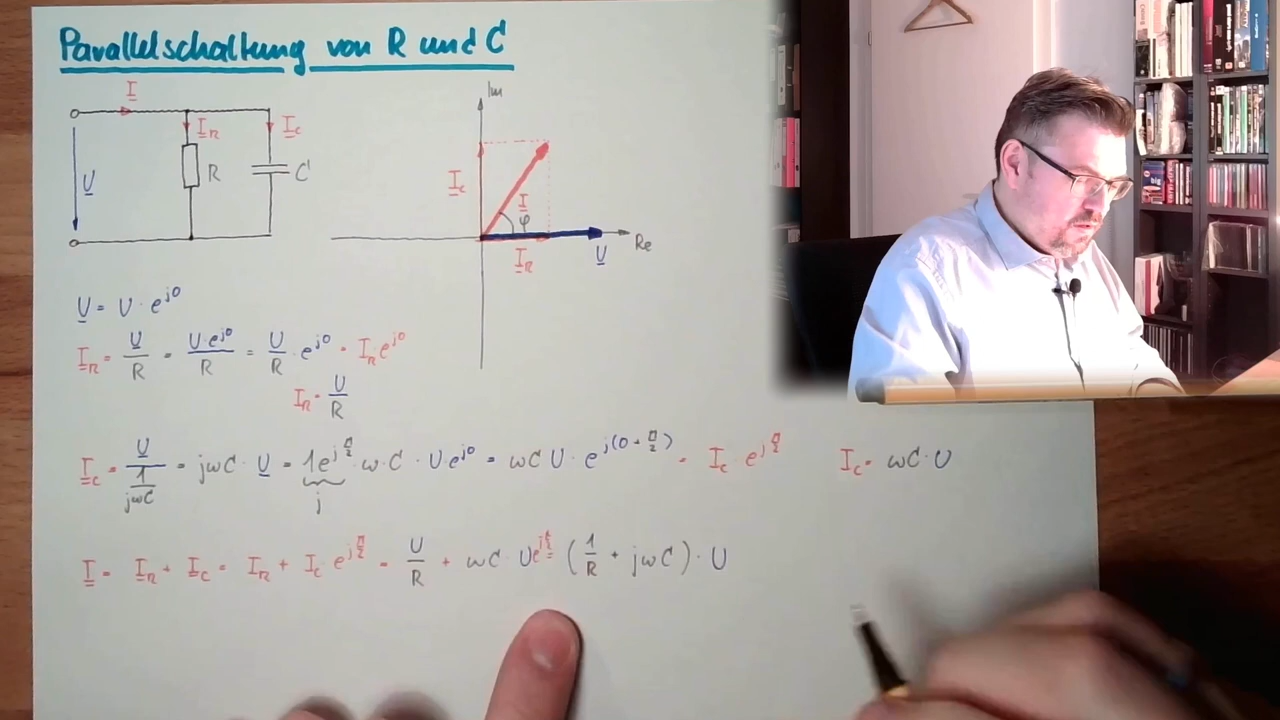 Parallelschaltung von R und C
I
I_R
I_C
U
R
C
Im
I_C
I
φ
Re
I_R
U
U = U · e^{j0}
I_R = U/R = U·e^{j0}/R = U/R · e^{j0} = I_R e^{j0}
I_R = U/R
I_C = U/(1/jωC) = jωC · U = 1e^{jπ/2} ω·C · U e^{j0} = ωC U · e^{j(0+π/2)} = I_C · e^{jπ/2} I_C = ωC·U
j
I = I_R + I_C = I_R + I_C e^{jπ/2} = U/R + ωC · U e^{jπ/2} = (1/R + jωC) · U
big